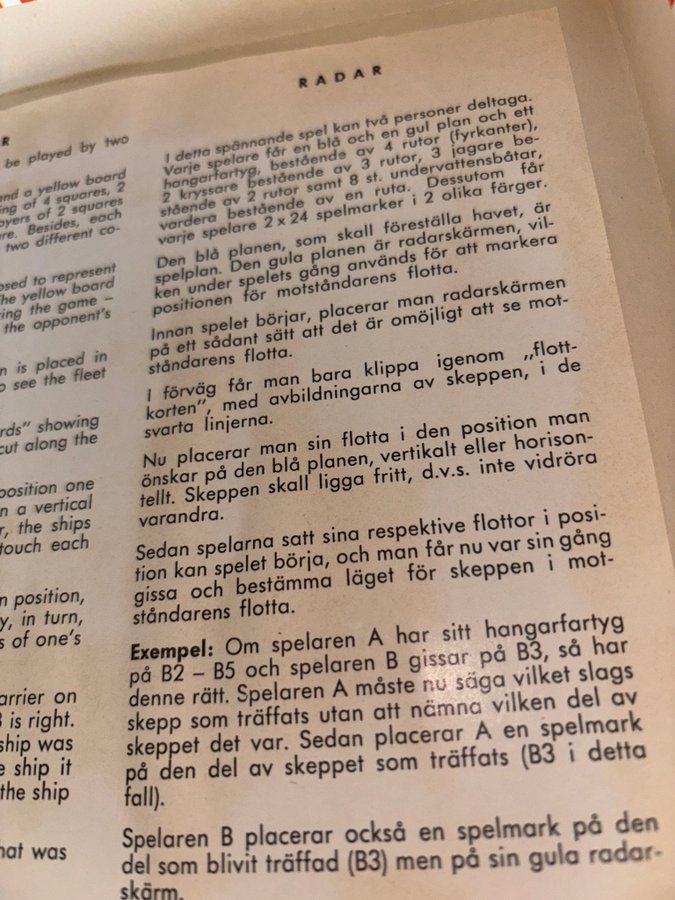 R
be played by two
and a yellow board
ing of 4 squares, 2
oyers of 2 squares
re. Besides, each
two different co-
osed to represent
The yellow board
ring the game –
the opponent's
n is placed in
o see the fleet
rds" showing
cut along the
position one
n a vertical
r, the ships
touch each
n position,
y, in turn,
s of one's
arrier on
3 is right.
ship was
e ship it
the ship
hat was
RADAR
I detta spännande spel kan två personer deltaga.
Varje spelare får en blå och en gul plan och ett
hangarfartyg, bestående av 4 rutor (fyrkanter),
2 kryssare bestående av 3 rutor, 3 jagare be-
stående av 2 rutor samt 8 st. undervattensbåtar,
vardera bestående av en ruta. Dessutom får
varje spelare 2 x 24 spelmarker i 2 olika färger.
Den blå planen, som skall föreställa havet, är
spelplan. Den gula planen är radarskärmen, vil-
ken under spelets gång används för att markera
positionen för motståndarens flotta.
Innan spelet börjar, placerar man radarskärmen
på ett sådant sätt att det är omöjligt att se mot-
ståndarens flotta.
I förväg får man bara klippa igenom „flott-
korten”, med avbildningarna av skeppen, i de
svarta linjerna.
Nu placerar man sin flotta i den position man
önskar på den blå planen, vertikalt eller horison-
tellt. Skeppen skall ligga fritt, d.v.s. inte vidröra
varandra.
Sedan spelarna satt sina respektive flottor i posi-
tion kan spelet börja, och man får nu var sin gång
gissa och bestämma läget för skeppen i mot-
ståndarens flotta.
Exempel: Om spelaren A har sitt hangarfartyg
på B2 – B5 och spelaren B gissar på B3, så har
denne rätt. Spelaren A måste nu säga vilket slags
skepp som träffats utan att nämna vilken del av
skeppet det var. Sedan placerar A en spelmark
på den del av skeppet som träffats (B3 i detta
fall).
Spelaren B placerar också en spelmark på den
del som blivit träffad (B3) men på sin gula radar-
skärm.